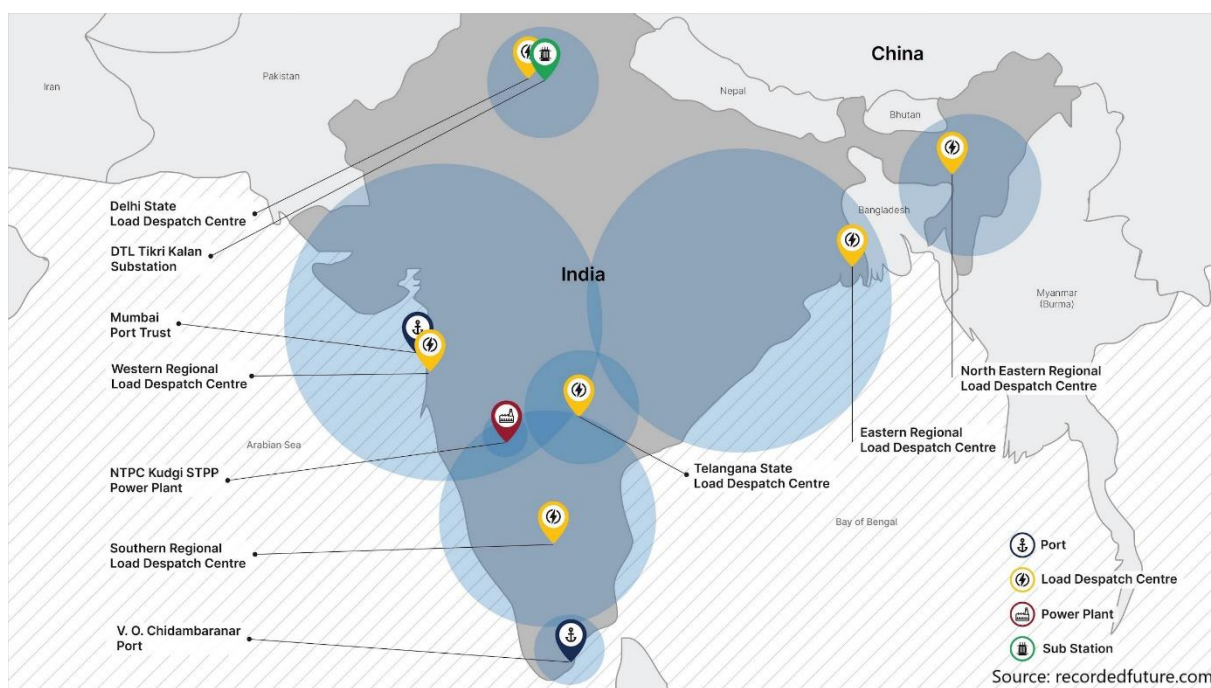 China
Iran
Pakistan
Nepal
Bhutan
Delhi State
Load Despatch Centre
Bangladesh
DTL Tikri Kalan
Substation
India
Myanmar
(Burma)
Mumbai
Port Trust
Western Regional
Load Despatch Centre
North Eastern Regional
Load Despatch Centre
Arabian Sea
Eastern Regional
Load Despatch Centre
NTPC Kudgi STPP
Power Plant
Telangana State
Load Despatch Centre
Bay of Bengal
Southern Regional
Load Despatch Centre
V. O. Chidambaranar
Port
Port
Load Despatch Centre
Power Plant
Sub Station
Source: recordedfuture.com